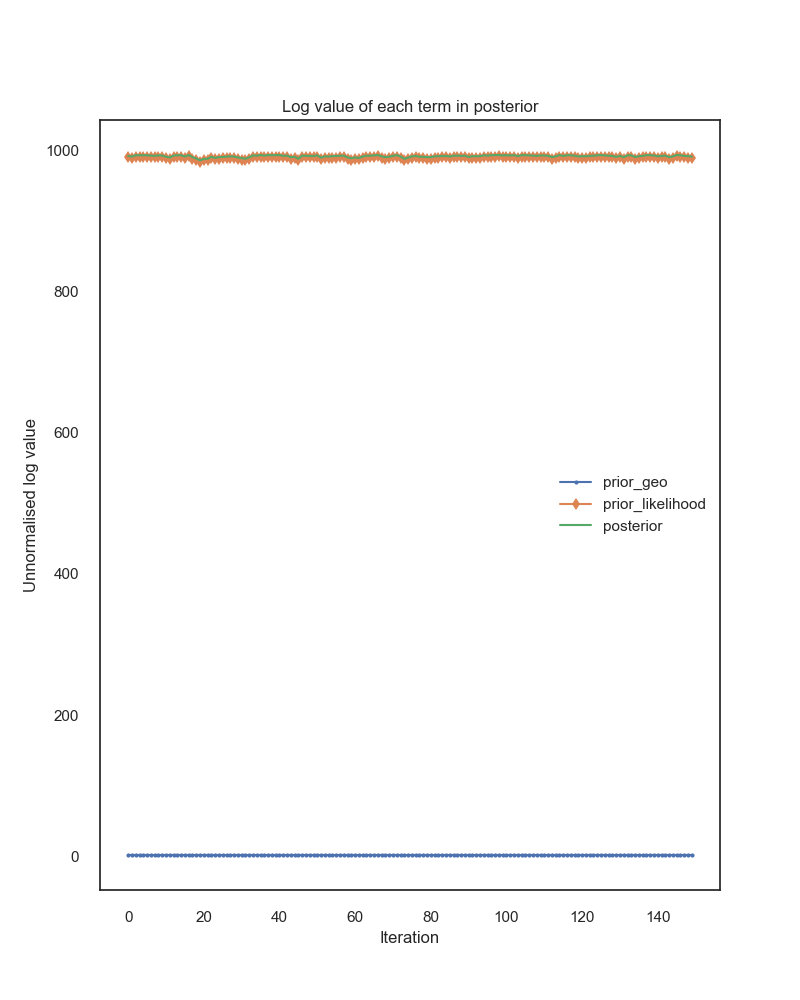 Log value of each term in posterior
1000
800
600
400
200
0
Unnormalised log value
prior_geo
prior_likelihood
posterior
0 20 40 60 80 100 120 140
Iteration